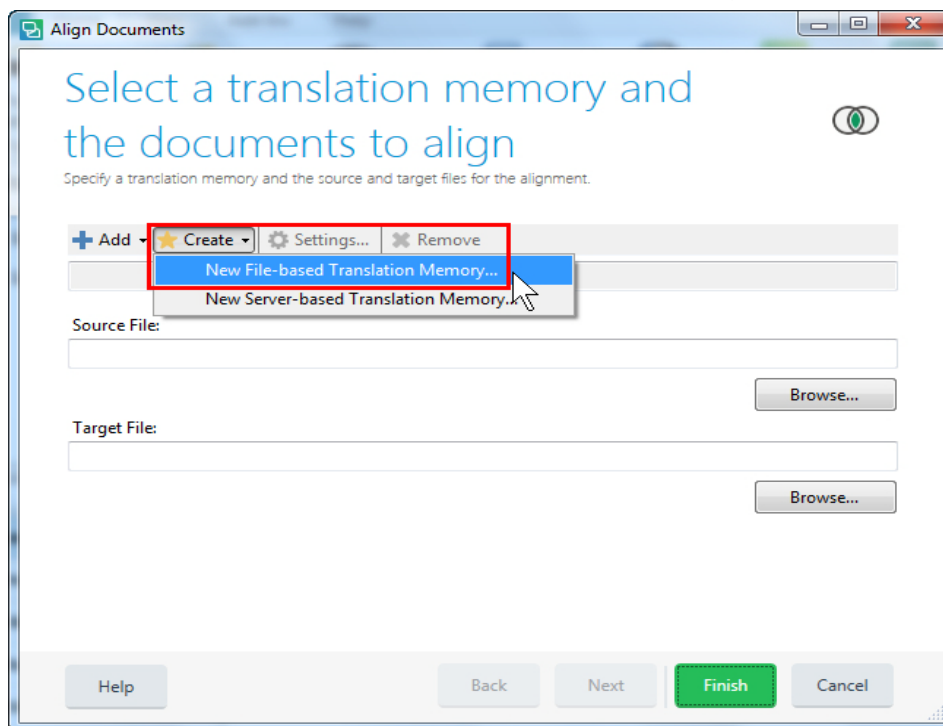 Align Documents
Select a translation memory and
the documents to align
Specify a translation memory and the source and target files for the alignment.
Add Create Settings... Remove
New File-based Translation Memory...
New Server-based Translation Memory...
Source File:
Browse...
Target File:
Browse...
Help Back Next Finish Cancel